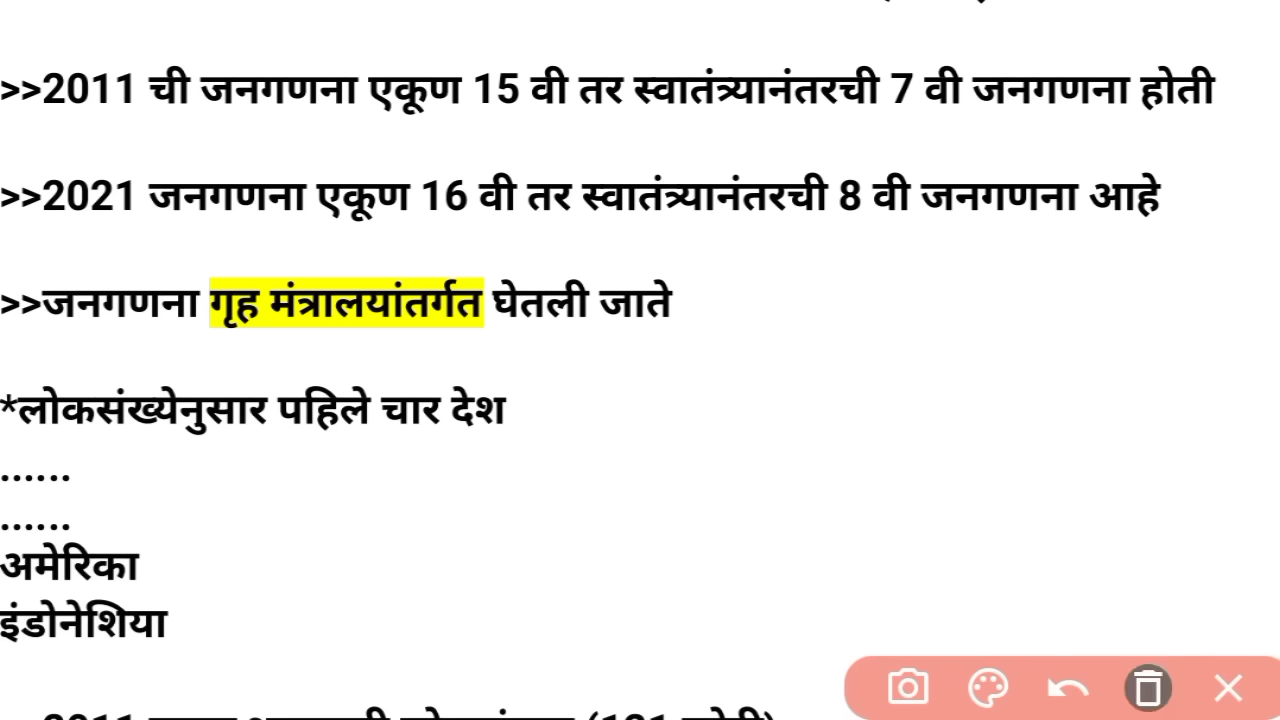 >>2011 ची जनगणना एकूण 15 वी तर स्वातंत्र्यानंतरची 7 वी जनगणना होती
>>2021 जनगणना एकूण 16 वी तर स्वातंत्र्यानंतरची 8 वी जनगणना आहे
>>जनगणना गृह मंत्रालयांतर्गत घेतली जाते
*लोकसंख्येनुसार पहिले चार देश
......
......
अमेरिका
इंडोनेशिया